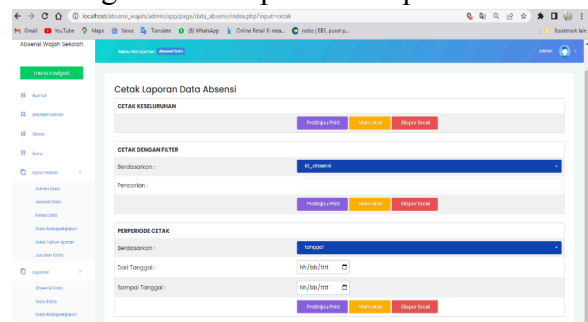 localhost/absensi_wajah/admin/app/page/data_absensi/index.php?input=cetak
Gmail YouTube Maps News Translate (8) WhatsApp Online Retail K-mea... radio | EBS, pusat p... Bookmark lain
Absensi Wajah Sekolah
Menu Manajemen Absensi Data
admin
menu navigasi
Rumah
Siswa
Guru
Data Master
Admin Data
Jadwal Data
Kelas Data
Data Matapelajaran
Data Tahun Ajaran
Jurusan Data
Laporan
Absensi Data
Guru Data
Data Matapelajaran
Cetak Laporan Data Absensi
CETAK KESELURUHAN
Pratinjau Print Mencetak Ekspor Excel
CETAK DENGAN FILTER
Berdasarkan :
id_absensi
Pencarian :
Pratinjau Print Mencetak Ekspor Excel
PERPERIODE CETAK
Berdasarkan :
tanggal
Dari Tanggal :
hh/bb/tttt
Sampai Tanggal :
hh/bb/tttt
Pratinjau Print Mencetak Ekspor Excel